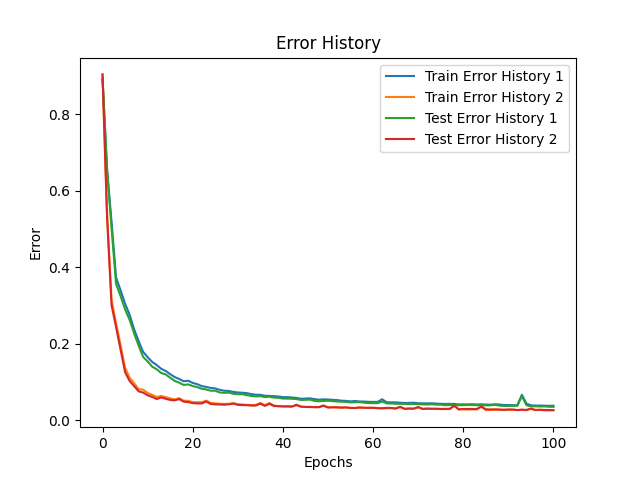 Error History
Train Error History 1
Train Error History 2
Test Error History 1
Test Error History 2
Error
0.8
0.6
0.4
0.2
0.0
0
20
40
60
80
100
Epochs